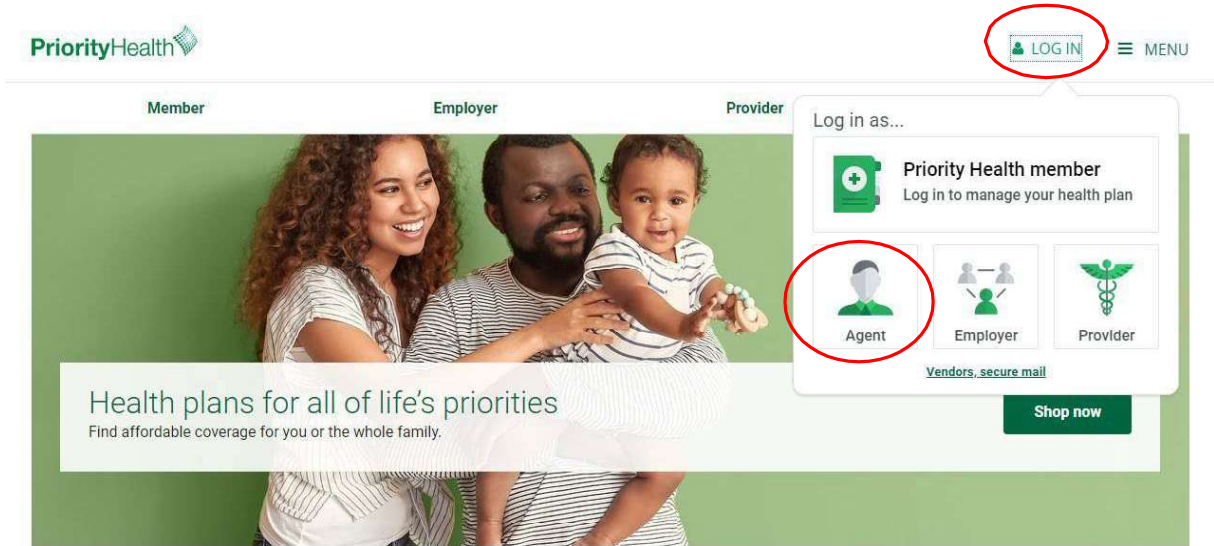 PriorityHealth
LOG IN
MENU
Member
Employer
Provider
Log in as...
Priority Health member
Log in to manage your health plan
Agent
Employer
Provider
Vendors, secure mail
Health plans for all of life's priorities
Find affordable coverage for you or the whole family.
Shop now